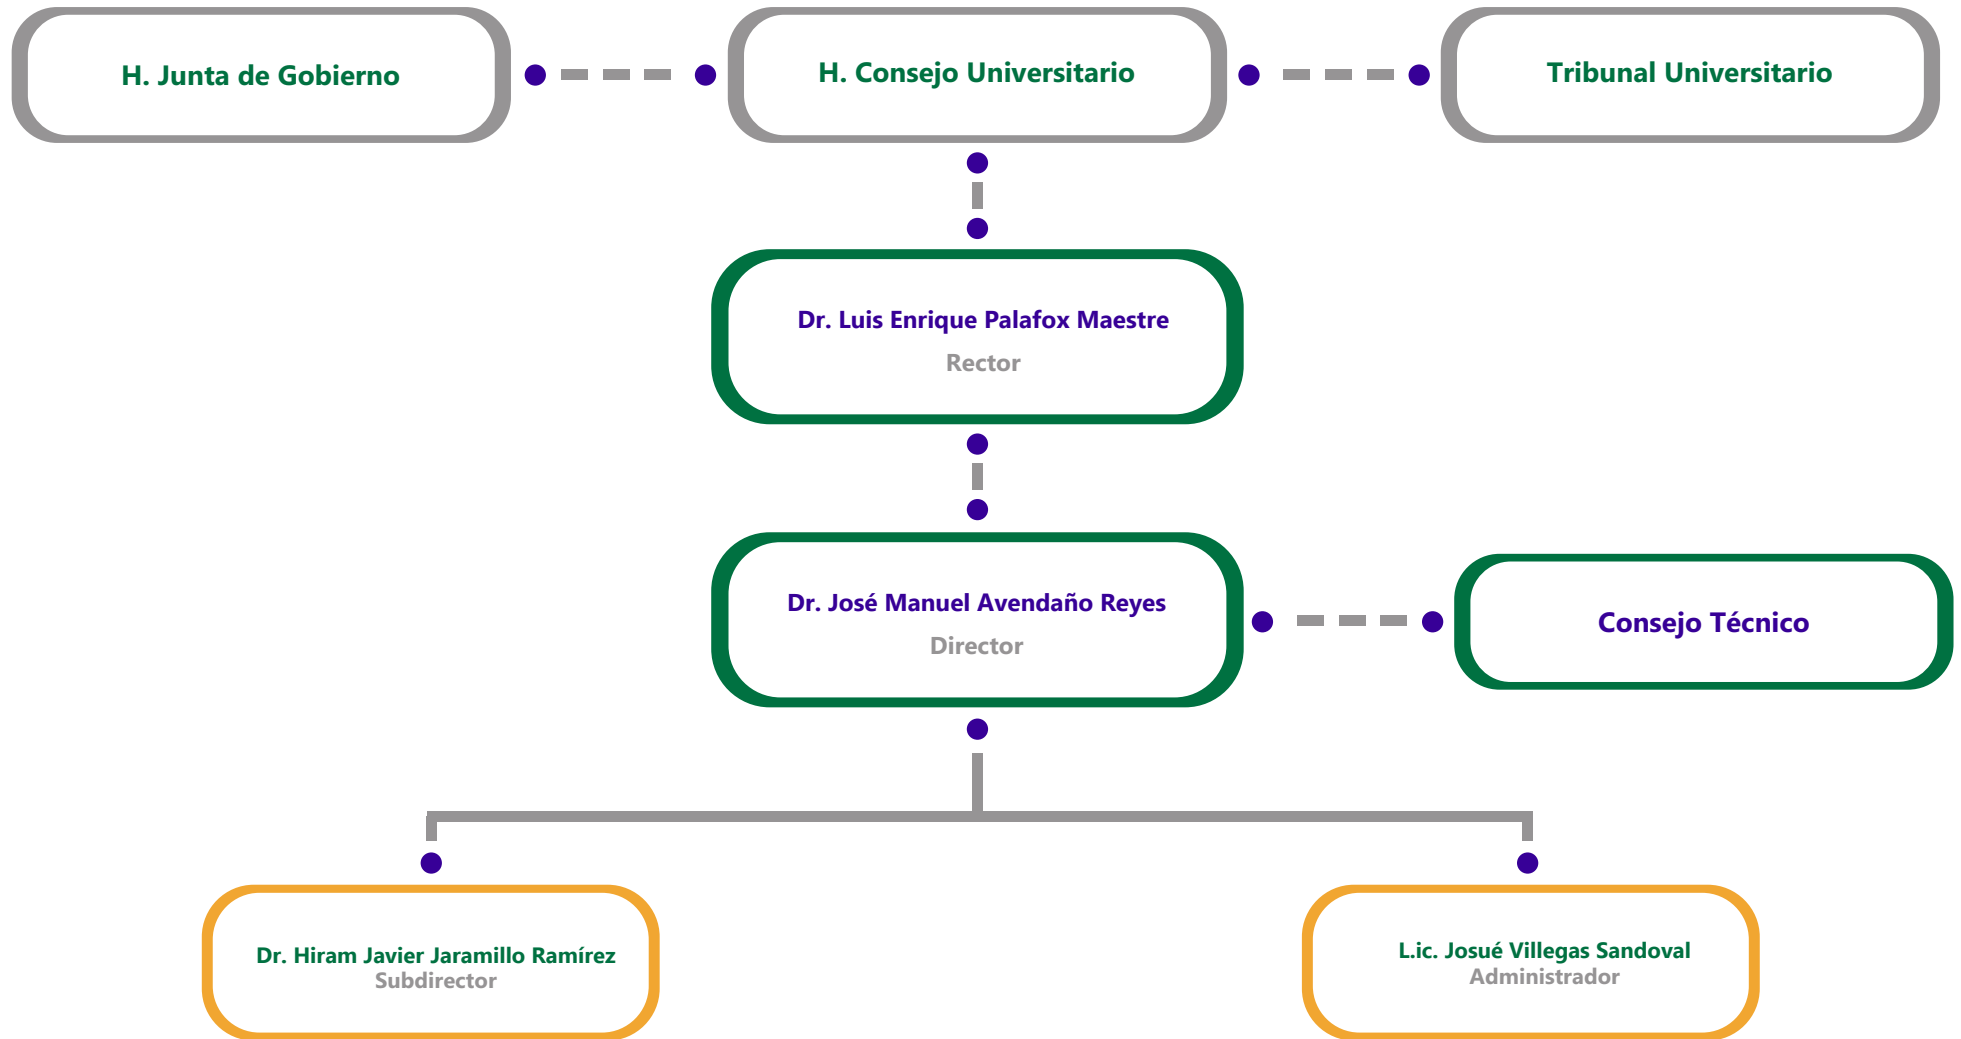 H. Junta de Gobierno
H. Consejo Universitario
Tribunal Universitario
Dr. Luis Enrique Palafox Maestre
Rector
Dr. José Manuel Avendaño Reyes
Director
Consejo Técnico
Dr. Hiram Javier Jaramillo Ramírez
Subdirector
L.ic. Josué Villegas Sandoval
Administrador